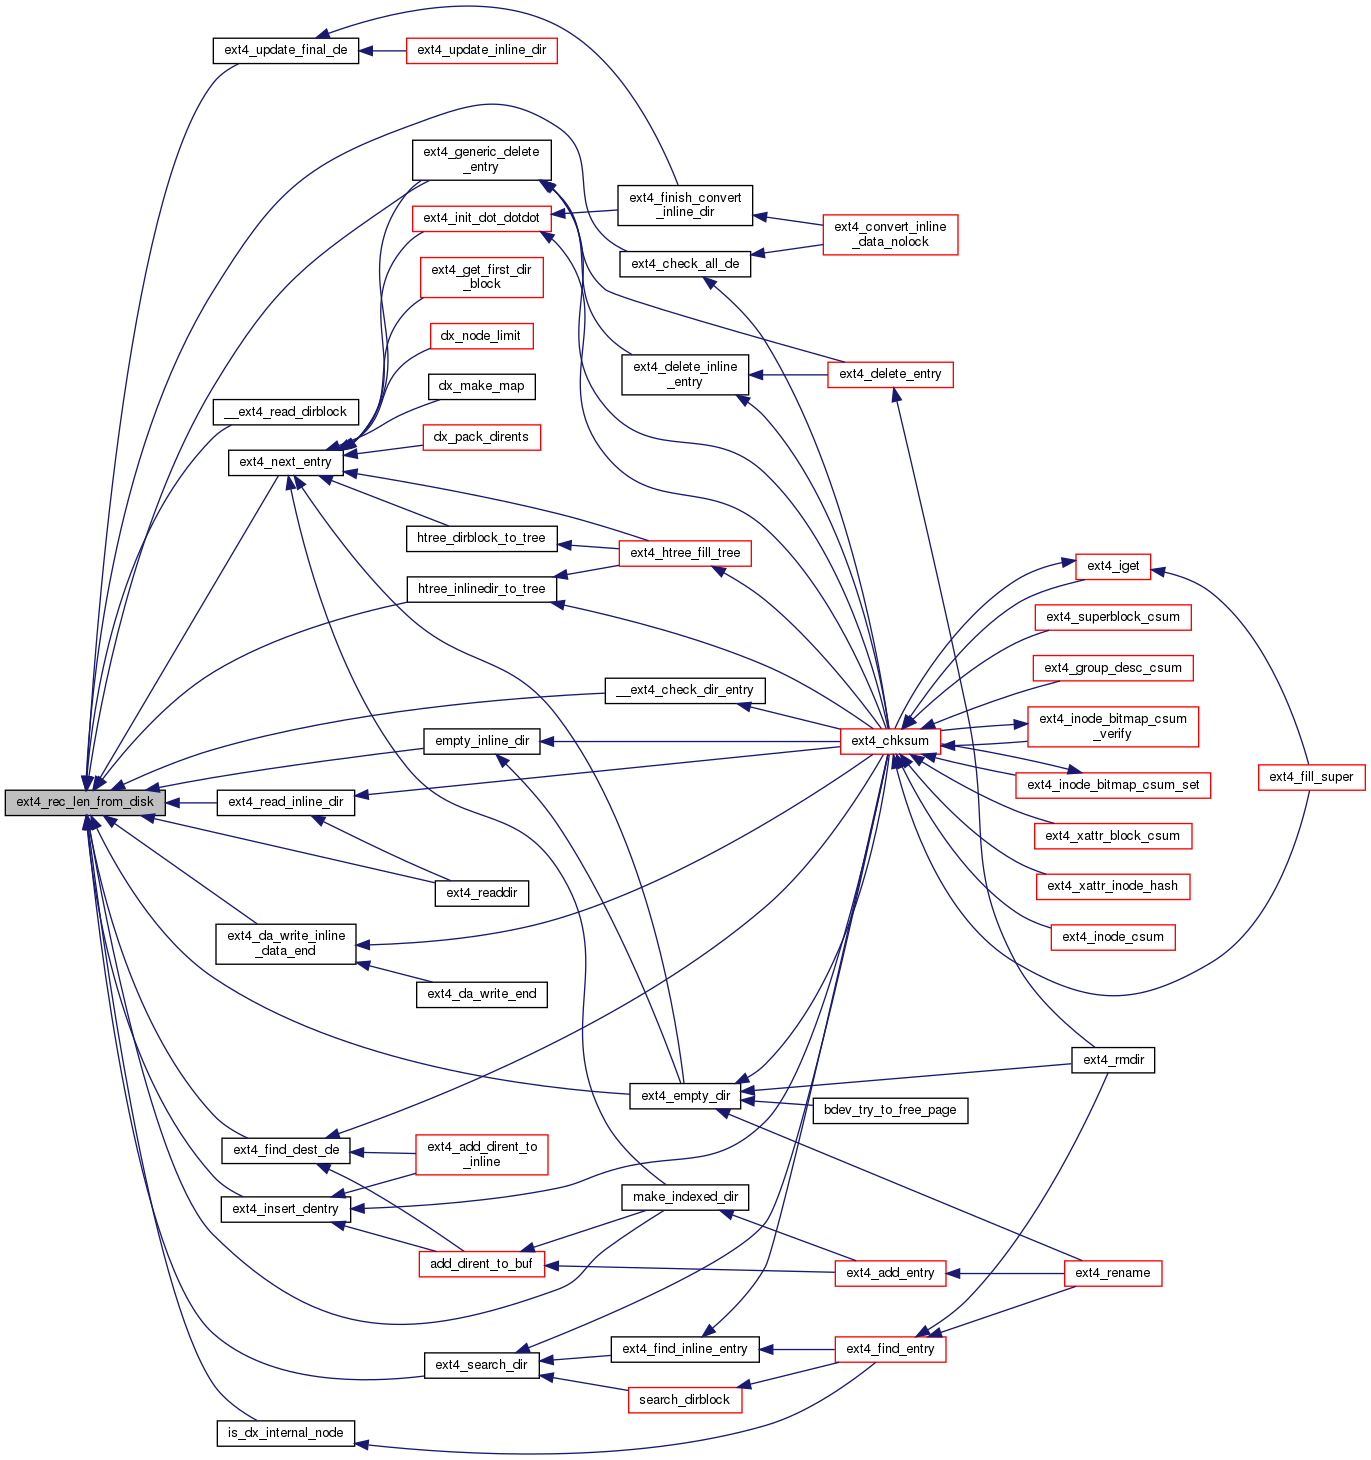 ext4_update_final_de
ext4_update_inline_dir
ext4_generic_delete
_entry
ext4_finish_convert
_inline_dir
ext4_init_dot_dotdot
ext4_convert_inline
_data_nolock
ext4_check_all_de
ext4_get_first_dir
_block
dx_node_limit
ext4_delete_inline
_entry
ext4_delete_entry
dx_make_map
__ext4_read_dirblock
dx_pack_dirents
ext4_next_entry
htree_dirblock_to_tree
ext4_htree_fill_tree
ext4_iget
htree_inlinedir_to_tree
ext4_superblock_csum
ext4_group_desc_csum
__ext4_check_dir_entry
ext4_inode_bitmap_csum
_verify
empty_inline_dir
ext4_chksum
ext4_fill_super
ext4_inode_bitmap_csum_set
ext4_rec_len_from_disk
ext4_read_inline_dir
ext4_xattr_block_csum
ext4_readdir
ext4_xattr_inode_hash
ext4_da_write_inline
_data_end
ext4_inode_csum
ext4_da_write_end
ext4_rmdir
ext4_empty_dir
bdev_try_to_free_page
ext4_find_dest_de
ext4_add_dirent_to
_inline
make_indexed_dir
ext4_insert_dentry
add_dirent_to_buf
ext4_add_entry
ext4_rename
ext4_find_inline_entry
ext4_find_entry
ext4_search_dir
search_dirblock
is_dx_internal_node